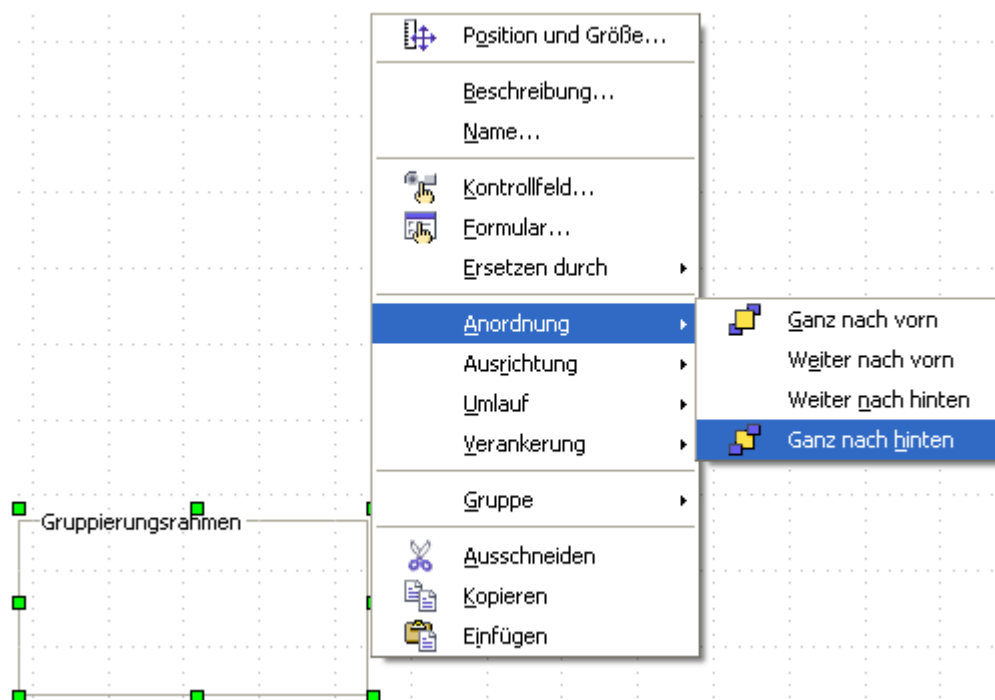 Position und Größe...
Beschreibung...
Name...
Kontrollfeld...
Formular...
Ersetzen durch
Anordnung
Ausrichtung
Umlauf
Verankerung
Gruppe
Ausschneiden
Kopieren
Einfügen
Ganz nach vorn
Weiter nach vorn
Weiter nach hinten
Ganz nach hinten
Gruppierungsrahmen